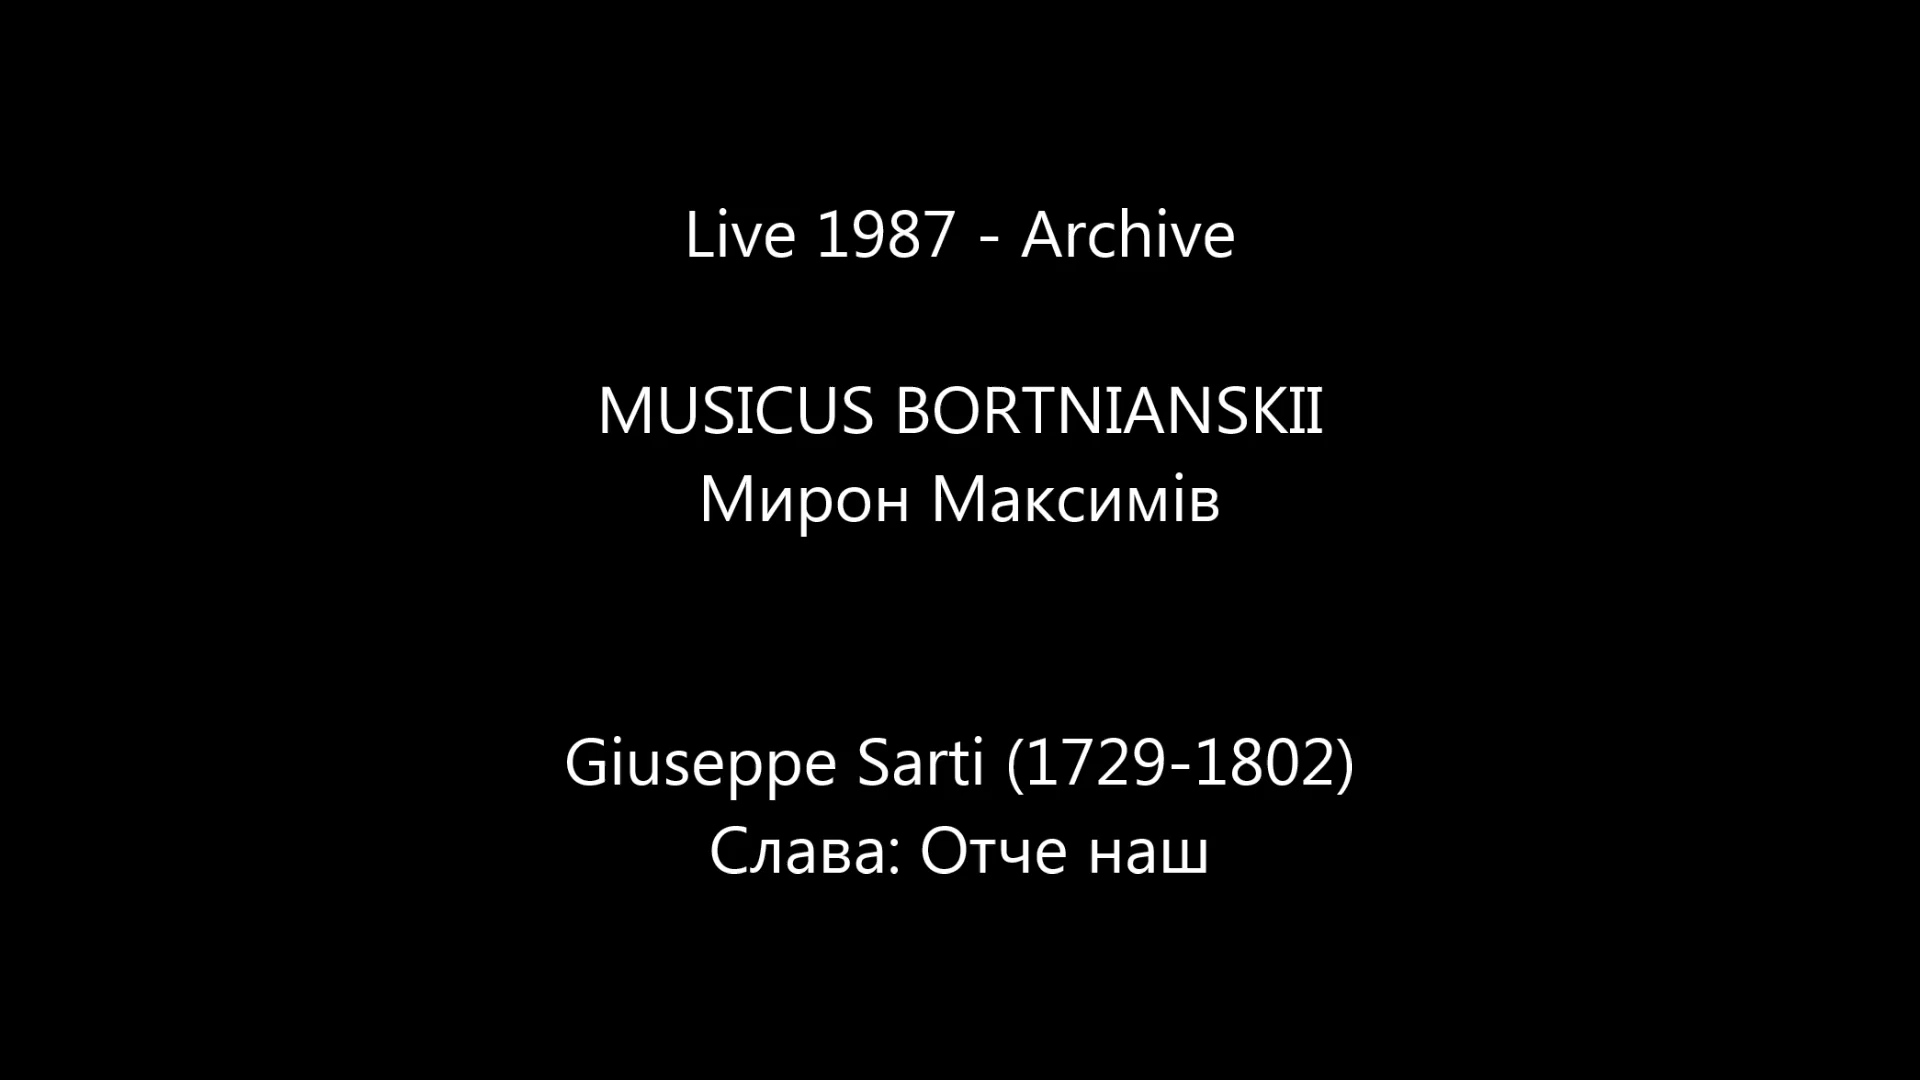 Live 1987 - Archive
MUSICUS BORTNIANSKII
Мирон Максимів
Giuseppe Sarti (1729-1802)
Слава: Отче наш